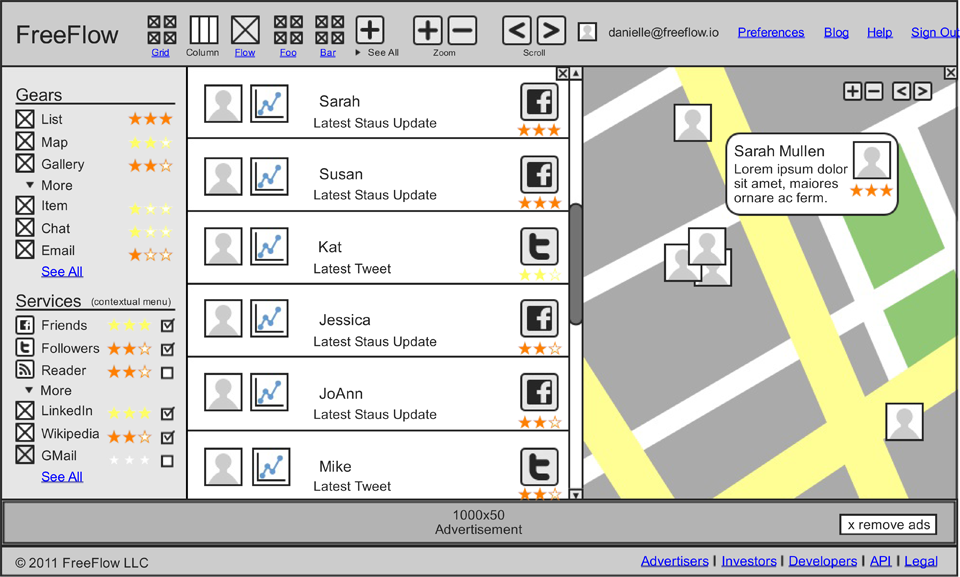 FreeFlow
Grid
Column
Flow
Foo
Bar
See All
Zoom
Scroll
danielle@freeflow.io
Preferences
Blog
Help
Sign Out
Gears
List
Map
Gallery
More
Item
Chat
Email
See All
Services (contextual menu)
Friends
Followers
Reader
More
LinkedIn
Wikipedia
GMail
See All
Sarah
Latest Staus Update
Susan
Latest Staus Update
Kat
Latest Tweet
Jessica
Latest Staus Update
JoAnn
Latest Staus Update
Mike
Latest Tweet
Sarah Mullen
Lorem ipsum dolor
sit amet, maiores
ornare ac ferm.
1000x50
Advertisement
x remove ads
© 2011 FreeFlow LLC
Advertisers I Investors I Developers I API I Legal